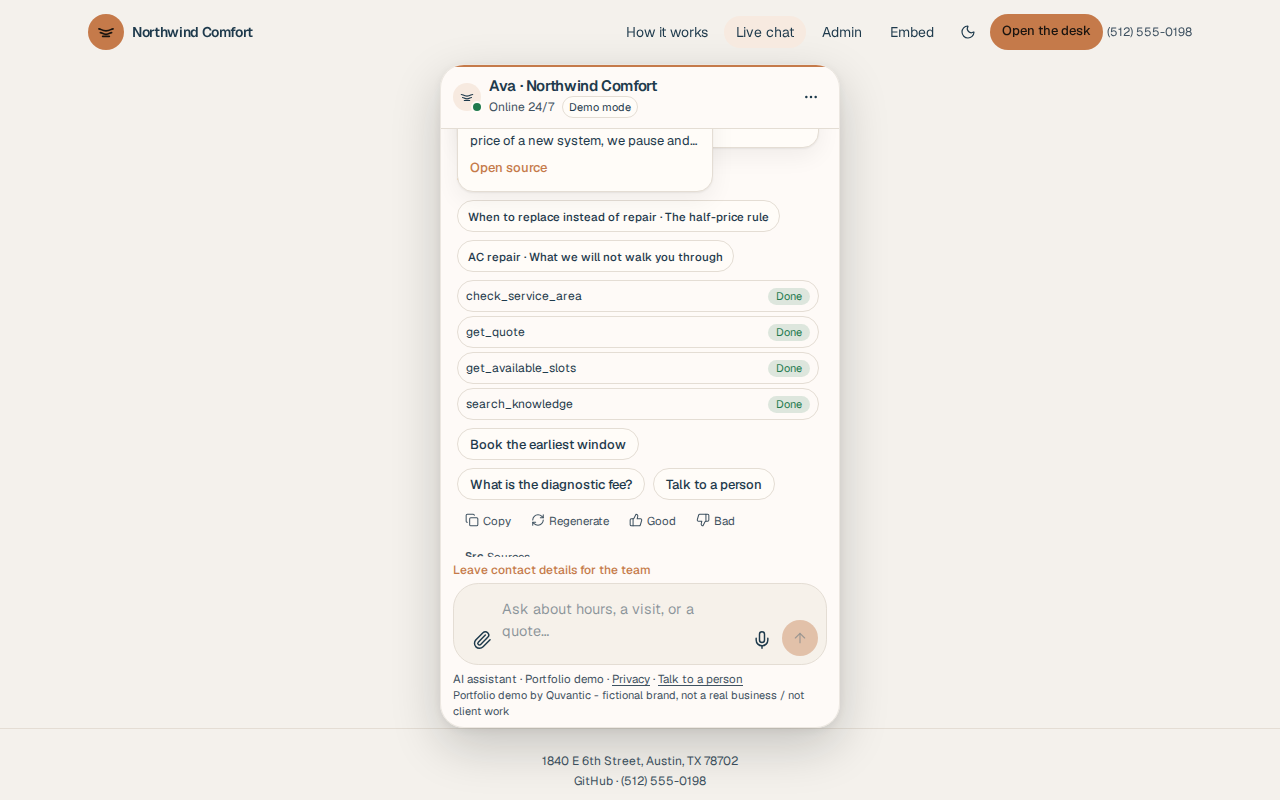 Northwind Comfort
How it works
Live chat
Admin
Embed
Open the desk
(512) 555-0198
Ava · Northwind Comfort
Online 24/7
Demo mode
price of a new system, we pause and…
Open source
When to replace instead of repair · The half-price rule
AC repair · What we will not walk you through
check_service_area
Done
get_quote
Done
get_available_slots
Done
search_knowledge
Done
Book the earliest window
What is the diagnostic fee?
Talk to a person
Copy
Regenerate
Good
Bad
Src Sources
Leave contact details for the team
Ask about hours, a visit, or a
quote…
AI assistant · Portfolio demo · Privacy · Talk to a person
Portfolio demo by Quvantic - fictional brand, not a real business / not
client work
1840 E 6th Street, Austin, TX 78702
GitHub · (512) 555-0198